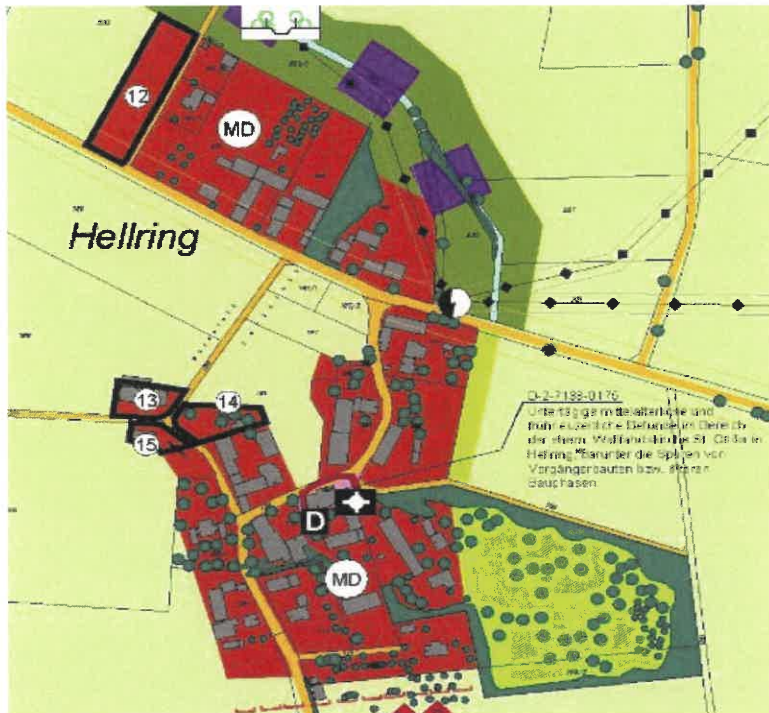 12
MD
Hellring
13
14
15
D-2-7138-0176
Untertägige mittelalterliche und
frühneuzeitliche Befunde im Bereich
der ehem. Wallfahrtskirche St. Ottilia in
Hellring, darunter die Spuren von
Vorgängerbauten bzw. älteren
Bauphasen
D
MD